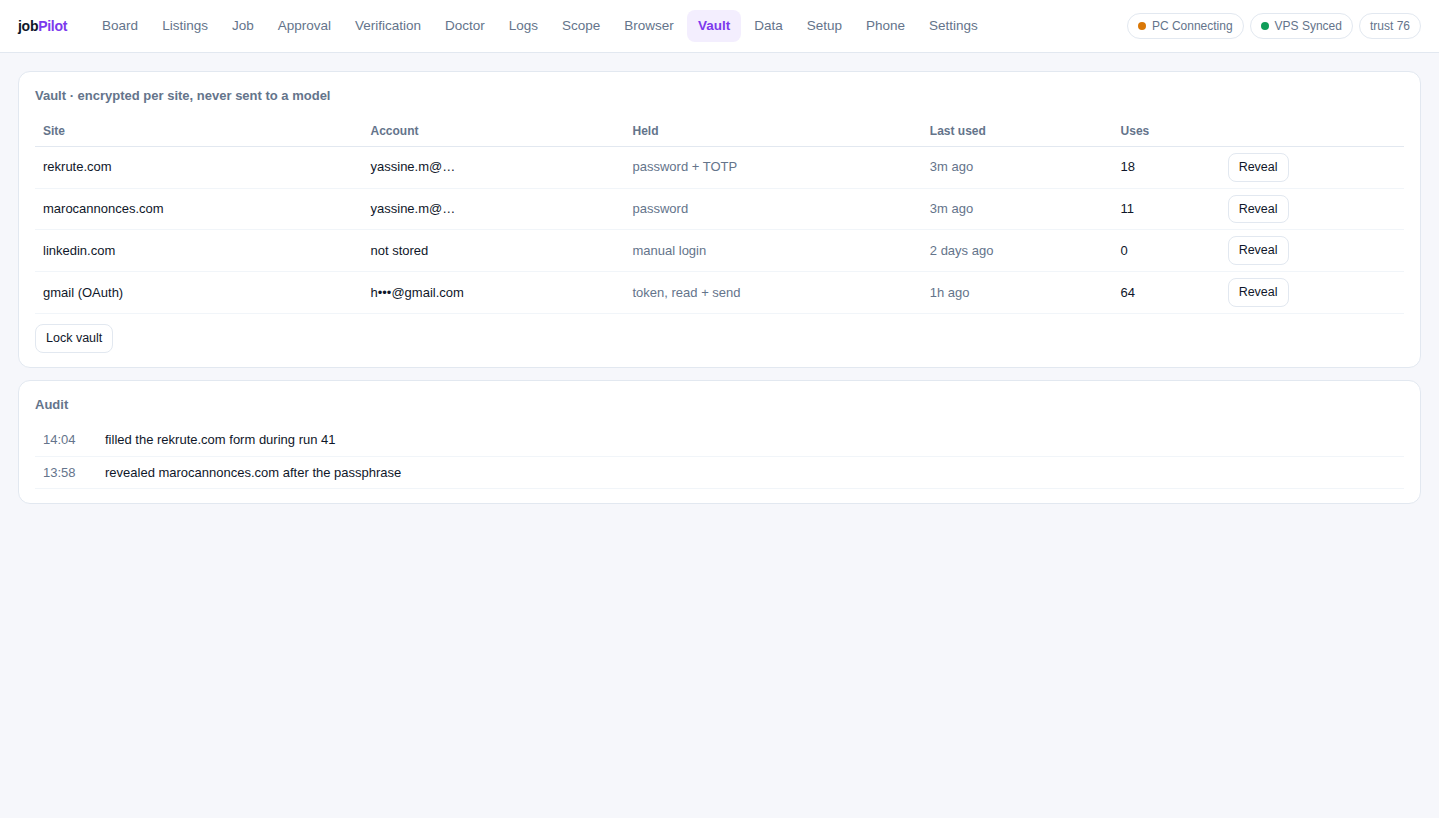 jobPilot Board Listings Job Approval Verification Doctor Logs Scope Browser Vault Data Setup Phone Settings PC Connecting VPS Synced trust 76
Vault · encrypted per site, never sent to a model
Site Account Held Last used Uses
rekrute.com yassine.m@… password + TOTP 3m ago 18 Reveal
marocannonces.com yassine.m@… password 3m ago 11 Reveal
linkedin.com not stored manual login 2 days ago 0 Reveal
gmail (OAuth) h•••@gmail.com token, read + send 1h ago 64 Reveal
Lock vault
Audit
14:04 filled the rekrute.com form during run 41
13:58 revealed marocannonces.com after the passphrase